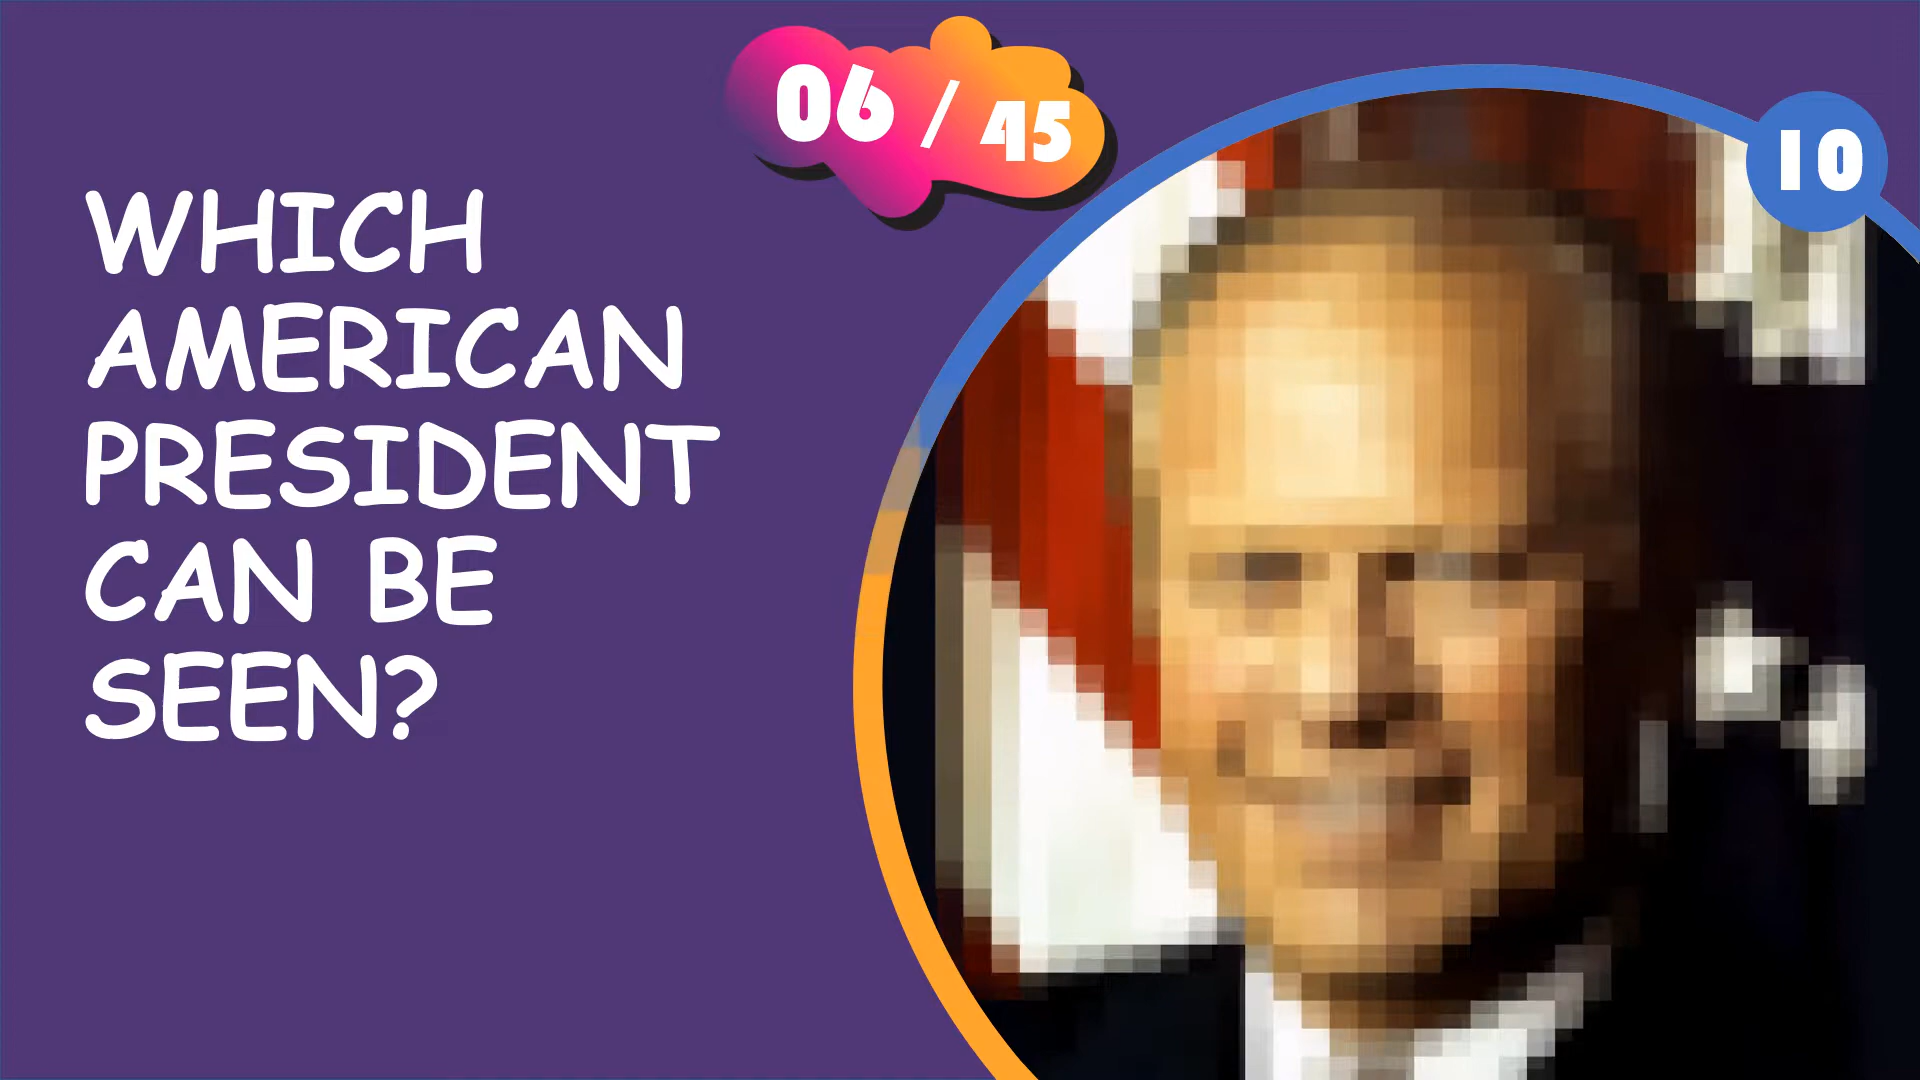 06 / 45
10
WHICH
AMERICAN
PRESIDENT
CAN BE
SEEN?